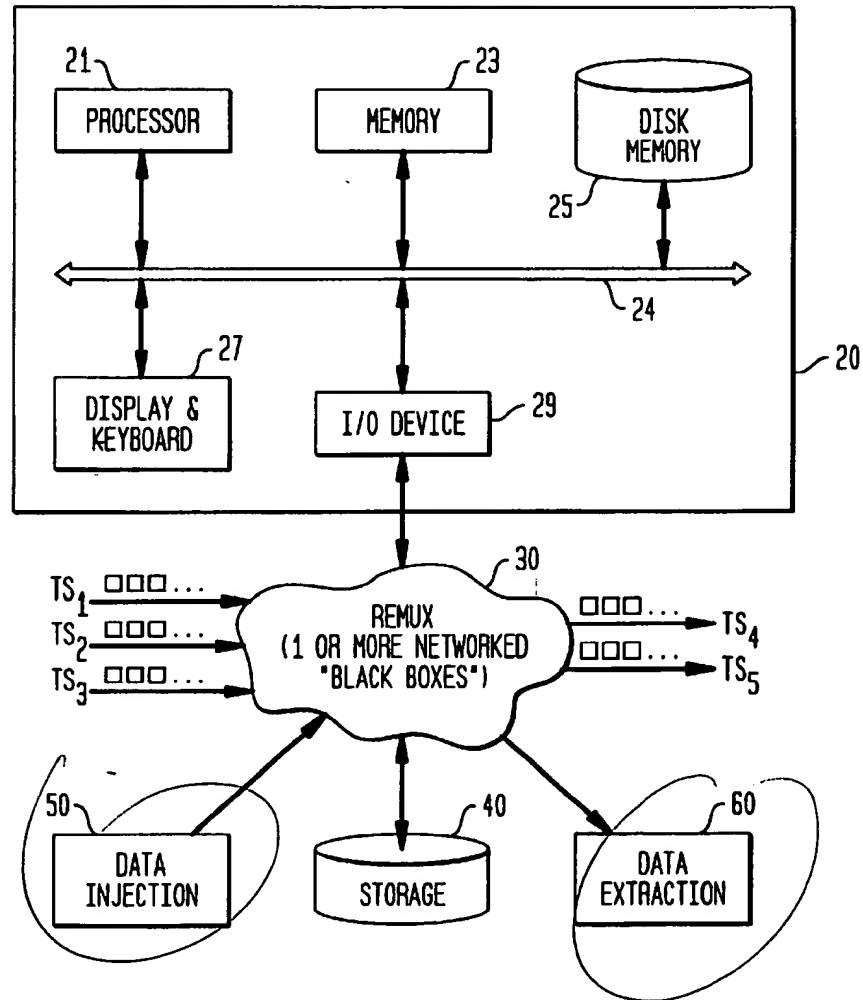 21
23
PROCESSOR
MEMORY
DISK
MEMORY
25
24
27
20
DISPLAY &
KEYBOARD
I/O DEVICE
29
30
TS1
□□□...
REMUX
□□□...
TS4
TS2
□□□...
(1 OR MORE NETWORKED
□□□...
TS5
TS3
□□□...
"BLACK BOXES")
50
40
60
DATA
INJECTION
STORAGE
DATA
EXTRACTION